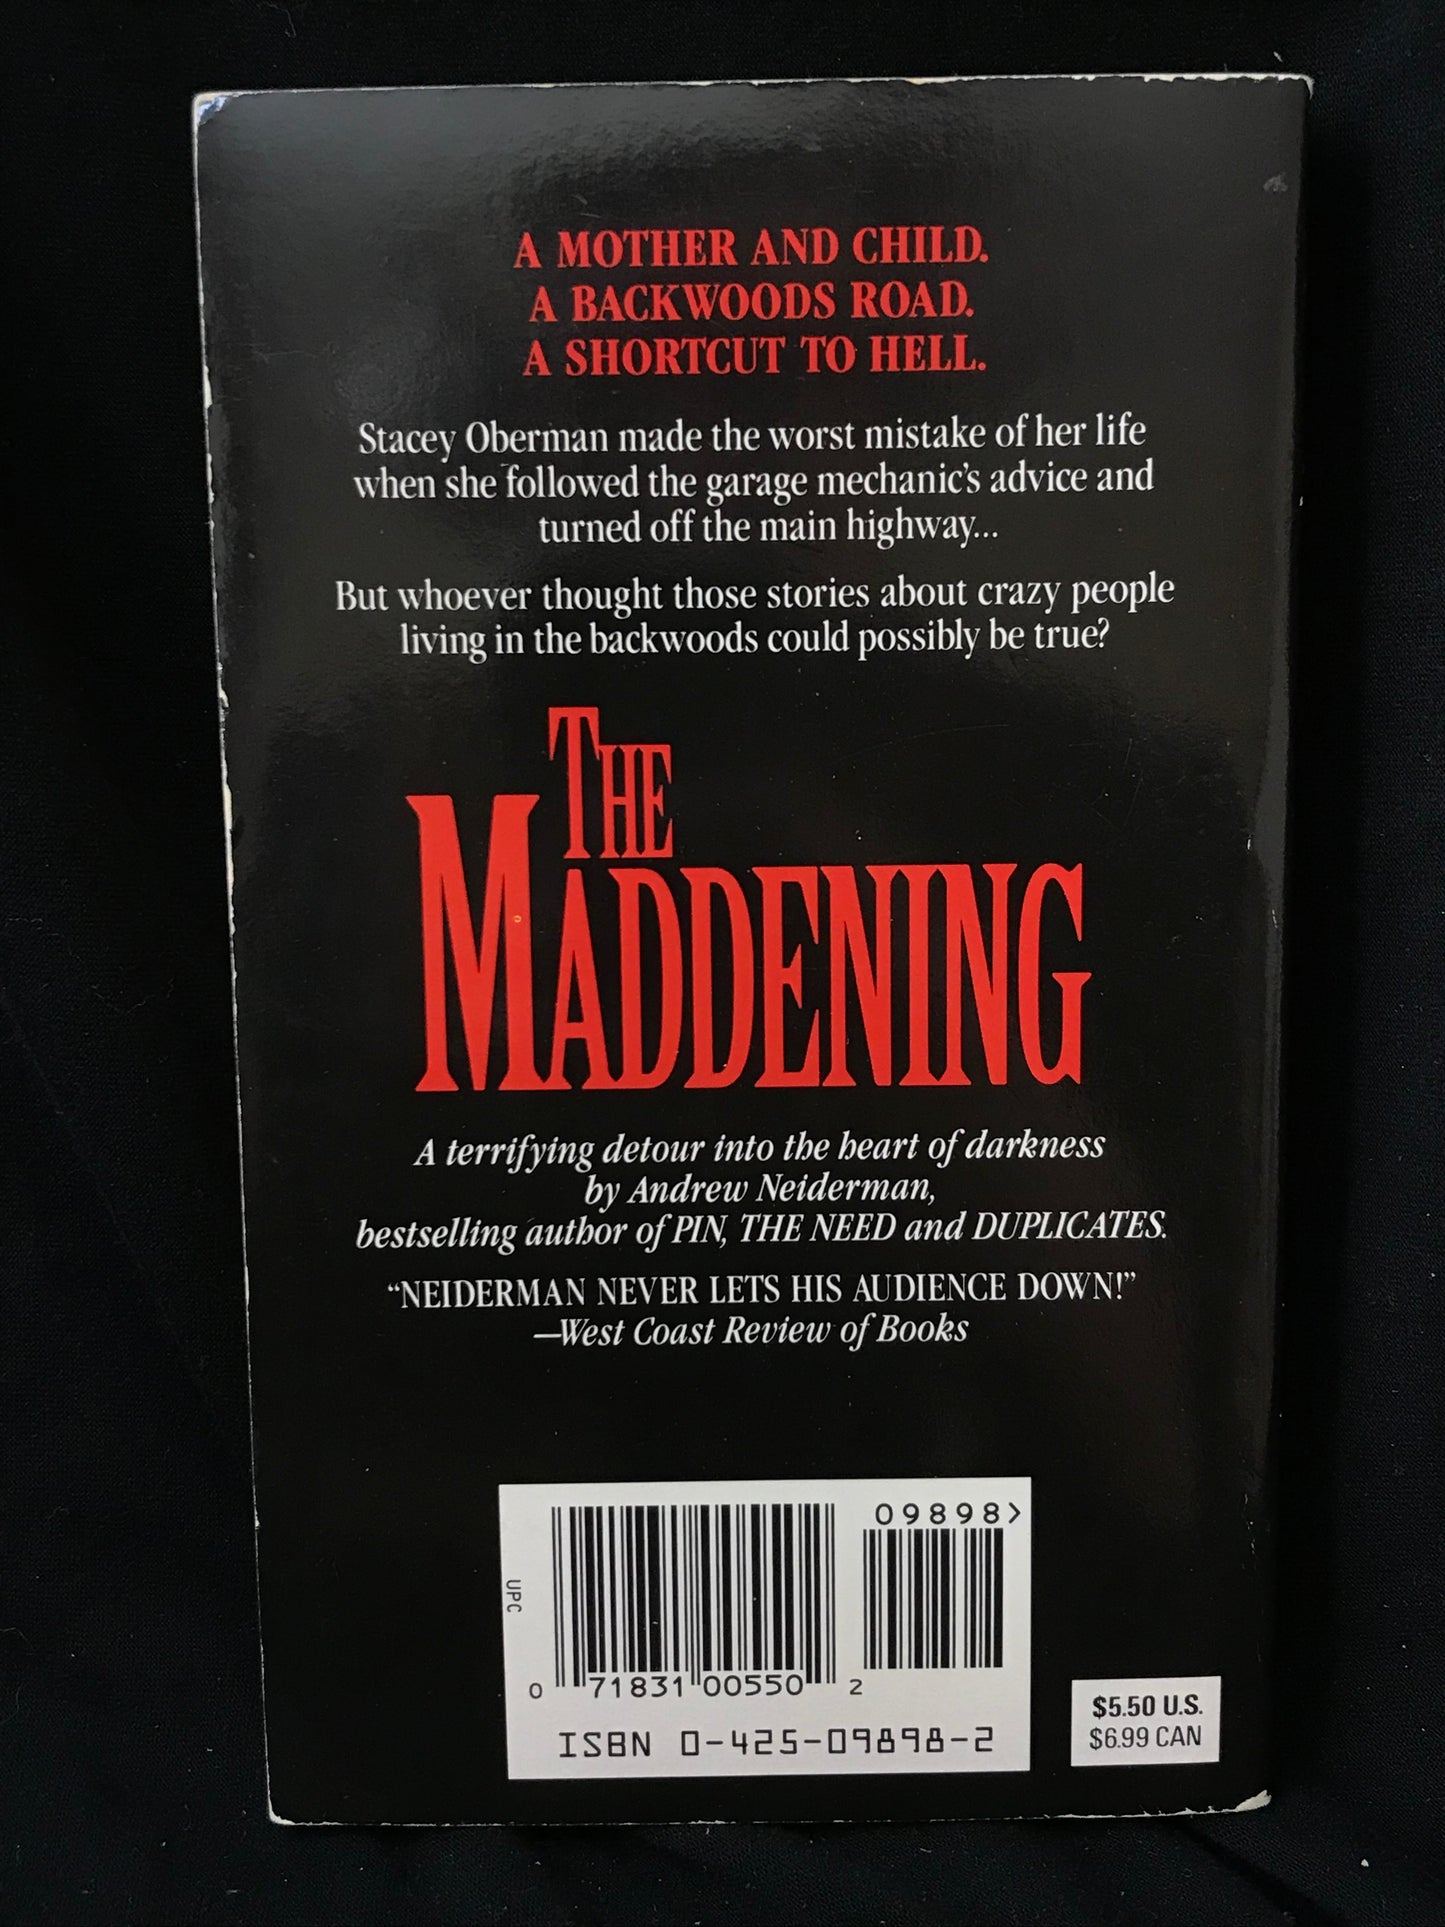 A MOTHER AND CHILD.
A BACKWOODS ROAD.
A SHORTCUT TO HELL.
Stacey Oberman made the worst mistake of her life
when she followed the garage mechanic's advice and
turned off the main highway...
But whoever thought those stories about crazy people
living in the backwoods could possibly be true?
THE
MADDENING
A terrifying detour into the heart of darkness
by Andrew Neiderman,
bestselling author of PIN, THE NEED and DUPLICATES.
“NEIDERMAN NEVER LETS HIS AUDIENCE DOWN!”
—West Coast Review of Books
09898>
UPC
0 71831 00550 2
ISBN 0-425-09898-2
$5.50 U.S.
$6.99 CAN